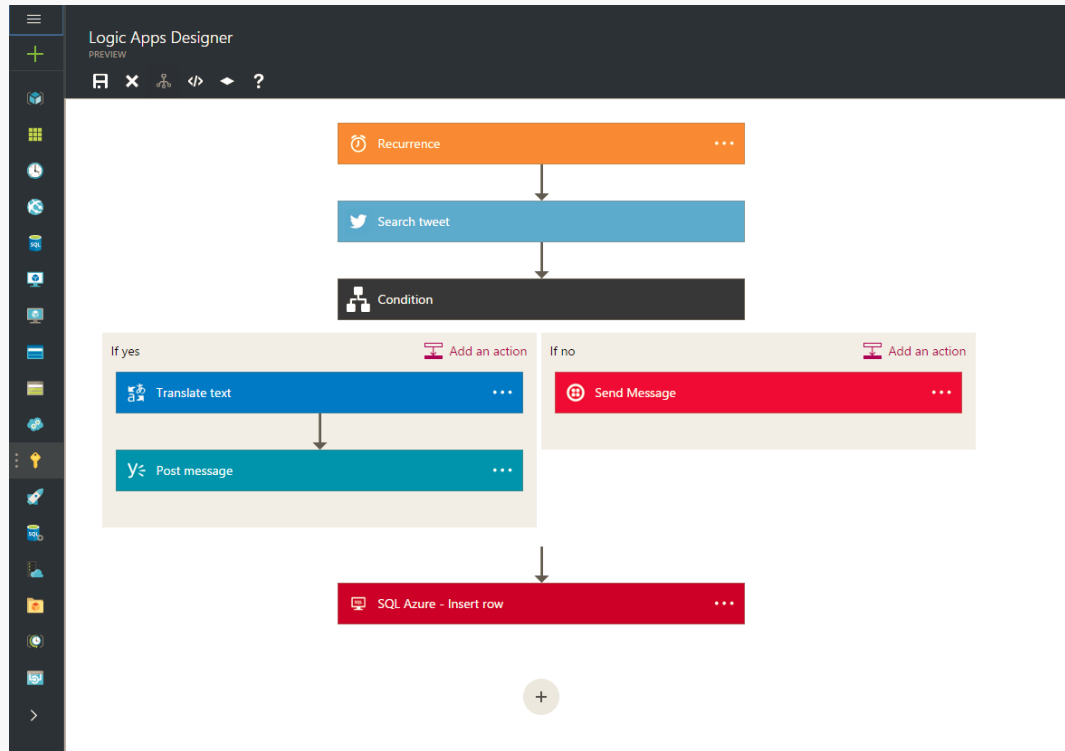 Logic Apps Designer
PREVIEW
Recurrence
Search tweet
Condition
If yes
Add an action
If no
Add an action
Translate text
Send Message
Post message
SQL Azure - Insert row